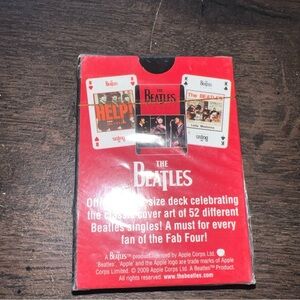 HELP!
THE
BEATLES
The BEATLES
Lady Madonna
THE
BEATLES
size deck celebrating
the cover art of 52 different
Beatles singles! A must for every
fan of the Fab Four!
A Beatles™ product licensed by Apple Corps Ltd.
'Beatles', 'Apple' and the Apple logo are trade marks of Apple
Corps Limited. © 2009 Apple Corps Ltd. A Beatles™ Product.
All rights reserved.
www.thebeatles.com